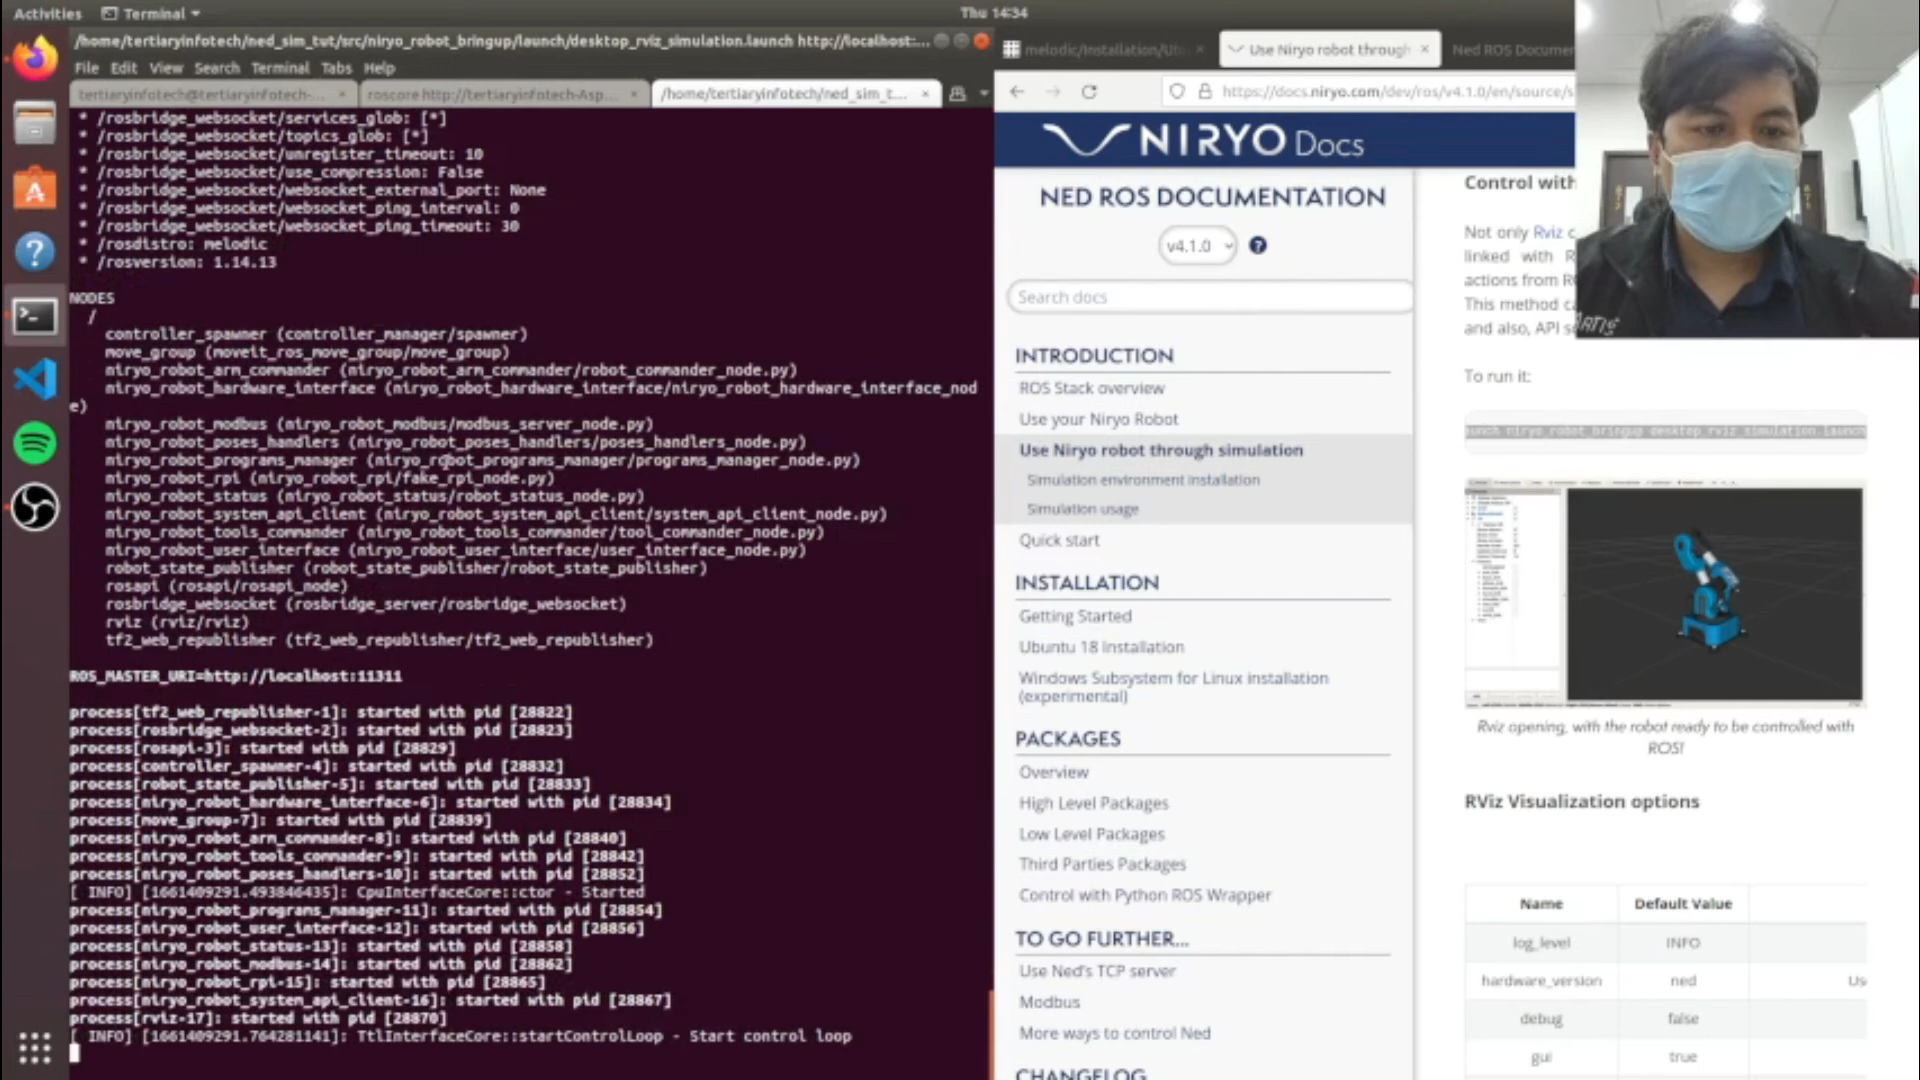 Activities
Terminal
Thu 14:34
/home/tertiaryinfotech/ned_sim_tut/src/niryo_robot_bringup/launch/desktop_rviz_simulation.launch http://localhost:...
File Edit View Search Terminal Tabs Help
tertiaryinfotech@tertiaryinfotech-...
roscore http://tertiaryinfotech-Asp...
/home/tertiaryinfotech/ned_sim_t...
* /rosbridge_websocket/services_glob: [*]
* /rosbridge_websocket/topics_glob: [*]
* /rosbridge_websocket/unregister_timeout: 10
* /rosbridge_websocket/use_compression: False
* /rosbridge_websocket/websocket_external_port: None
* /rosbridge_websocket/websocket_ping_interval: 0
* /rosbridge_websocket/websocket_ping_timeout: 30
* /rosdistro: melodic
* /rosversion: 1.14.13
NODES
/
controller_spawner (controller_manager/spawner)
move_group (moveit_ros_move_group/move_group)
niryo_robot_arm_commander (niryo_robot_arm_commander/robot_commander_node.py)
niryo_robot_hardware_interface (niryo_robot_hardware_interface/niryo_robot_hardware_interface_nod
e)
niryo_robot_modbus (niryo_robot_modbus/modbus_server_node.py)
niryo_robot_poses_handlers (niryo_robot_poses_handlers/poses_handlers_node.py)
niryo_robot_programs_manager (niryo_robot_programs_manager/programs_manager_node.py)
niryo_robot_rpi (niryo_robot_rpi/fake_rpi_node.py)
niryo_robot_status (niryo_robot_status/robot_status_node.py)
niryo_robot_system_api_client (niryo_robot_system_api_client/system_api_client_node.py)
niryo_robot_tools_commander (niryo_robot_tools_commander/tool_commander_node.py)
niryo_robot_user_interface (niryo_robot_user_interface/user_interface_node.py)
robot_state_publisher (robot_state_publisher/robot_state_publisher)
rosapi (rosapi/rosapi_node)
rosbridge_websocket (rosbridge_server/rosbridge_websocket)
rviz (rviz/rviz)
tf2_web_republisher (tf2_web_republisher/tf2_web_republisher)
ROS_MASTER_URI=http://localhost:11311
process[tf2_web_republisher-1]: started with pid [28822]
process[rosbridge_websocket-2]: started with pid [28823]
process[rosapi-3]: started with pid [28829]
process[controller_spawner-4]: started with pid [28832]
process[robot_state_publisher-5]: started with pid [28833]
process[niryo_robot_hardware_interface-6]: started with pid [28834]
process[move_group-7]: started with pid [28839]
process[niryo_robot_arm_commander-8]: started with pid [28840]
process[niryo_robot_tools_commander-9]: started with pid [28842]
process[niryo_robot_poses_handlers-10]: started with pid [28852]
[ INFO] [1661409291.493846435]: CpuInterfaceCore::ctor - Started
process[niryo_robot_programs_manager-11]: started with pid [28854]
process[niryo_robot_user_interface-12]: started with pid [28856]
process[niryo_robot_status-13]: started with pid [28858]
process[niryo_robot_modbus-14]: started with pid [28862]
process[niryo_robot_rpi-15]: started with pid [28865]
process[niryo_robot_system_api_client-16]: started with pid [28867]
process[rviz-17]: started with pid [28870]
[ INFO] [1661409291.764281141]: TtlInterfaceCore::startControlLoop - Start control loop
melodic/Installation/Ub
Use Niryo robot through
Ned ROS Documen
https://docs.niryo.com/dev/ros/v4.1.0/en/source/s
NIRYO Docs
NED ROS DOCUMENTATION
v4.1.0
Search docs
INTRODUCTION
ROS Stack overview
Use your Niryo Robot
Use Niryo robot through simulation
Simulation environment installation
Simulation usage
Quick start
INSTALLATION
Getting Started
Ubuntu 18 Installation
Windows Subsystem for Linux installation
(experimental)
PACKAGES
Overview
High Level Packages
Low Level Packages
Third Parties Packages
Control with Python ROS Wrapper
TO GO FURTHER...
Use Ned's TCP server
Modbus
More ways to control Ned
CHANGELOG
Control with
Not only Rviz c
linked with R
actions from R
This method ca
and also, API s
To run it:
unch niryo_robot_bringup desktop_rviz_simulation.launch
Rviz opening, with the robot ready to be controlled with
ROS!
RViz Visualization options
Name Default Value
log_level INFO
hardware_version ned Us
debug false
gui true